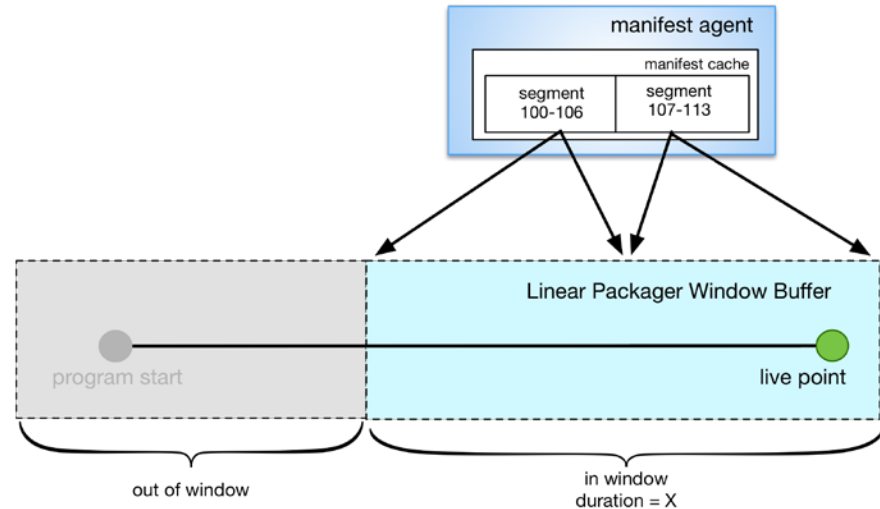 manifest agent
manifest cache
segment
100-106
segment
107-113
Linear Packager Window Buffer
program start
live point
out of window
in window
duration = X